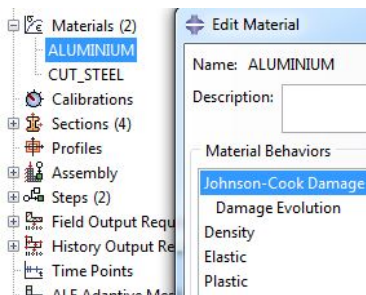 Materials (2)
ALUMINIUM
CUT_STEEL
Calibrations
Sections (4)
Profiles
Assembly
Steps (2)
Field Output Requ
History Output Re
Time Points
Edit Material
Name: ALUMINIUM
Description:
Material Behaviors
Johnson-Cook Damage
Damage Evolution
Density
Elastic
Plastic